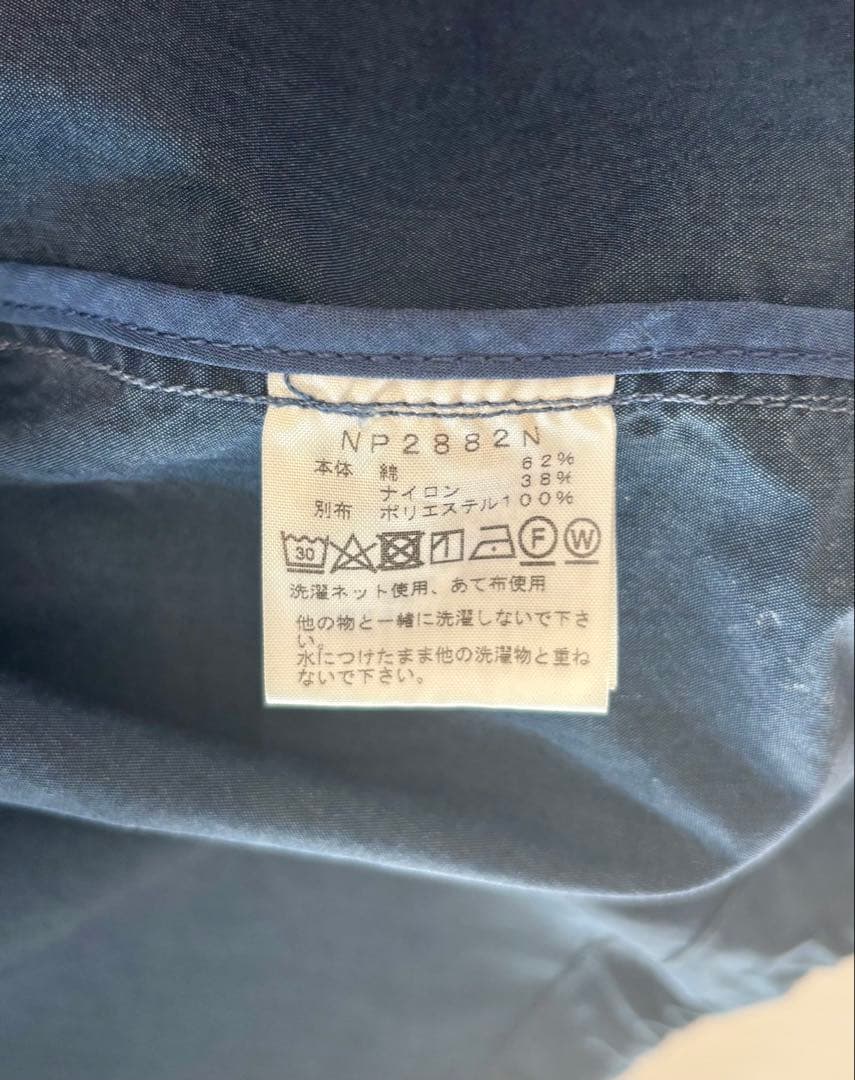 NP2882N
本体 綿 62%
ナイロン 38%
別布 ポリエステル100%
30 F W
洗濯ネット使用、あて布使用
他の物と一緒に洗濯しないで下さ
い。
水につけたまま他の洗濯物と重ね
ないで下さい。